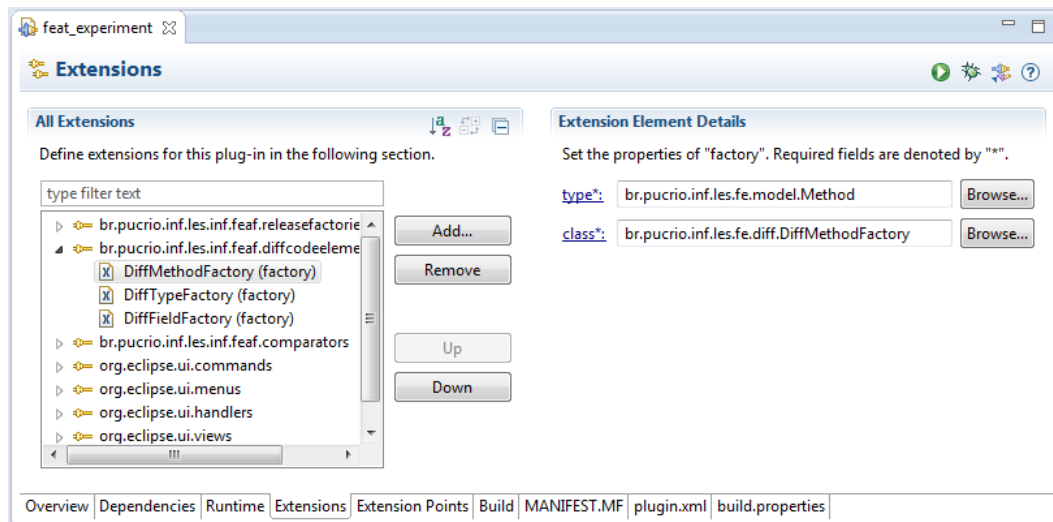 feat_experiment
Extensions
All Extensions
Define extensions for this plug-in in the following section.
type filter text
br.pucrio.inf.les.inf.feaf.releasefactorie
br.pucrio.inf.les.inf.feaf.diffcodeeleme
DiffMethodFactory (factory)
DiffTypeFactory (factory)
DiffFieldFactory (factory)
br.pucrio.inf.les.inf.feaf.comparators
org.eclipse.ui.commands
org.eclipse.ui.menus
org.eclipse.ui.handlers
org.eclipse.ui.views
Add...
Remove
Up
Down
Extension Element Details
Set the properties of "factory". Required fields are denoted by "*".
type*: br.pucrio.inf.les.fe.model.Method Browse...
class*: br.pucrio.inf.les.fe.diff.DiffMethodFactory Browse...
Overview Dependencies Runtime Extensions Extension Points Build MANIFEST.MF plugin.xml build.properties